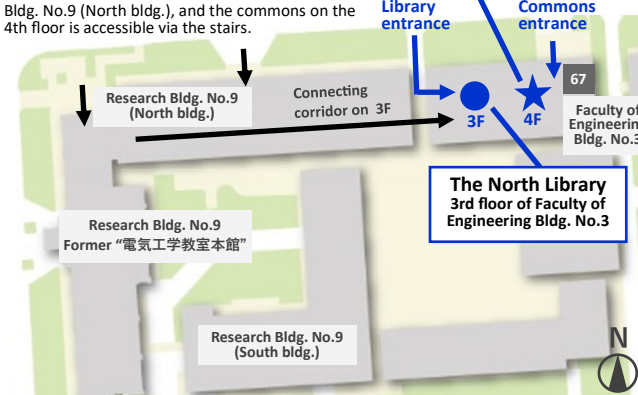 Bldg. No.9 (North bldg.), and the commons on the
4th floor is accessible via the stairs.
Library
entrance
Commons
entrance
Research Bldg. No.9
(North bldg.)
Connecting
corridor on 3F
3F
4F
67
Faculty of
Engineering
Bldg. No.3
The North Library
3rd floor of Faculty of
Engineering Bldg. No.3
Research Bldg. No.9
Former “電気工学教室本館”
Research Bldg. No.9
(South bldg.)
N